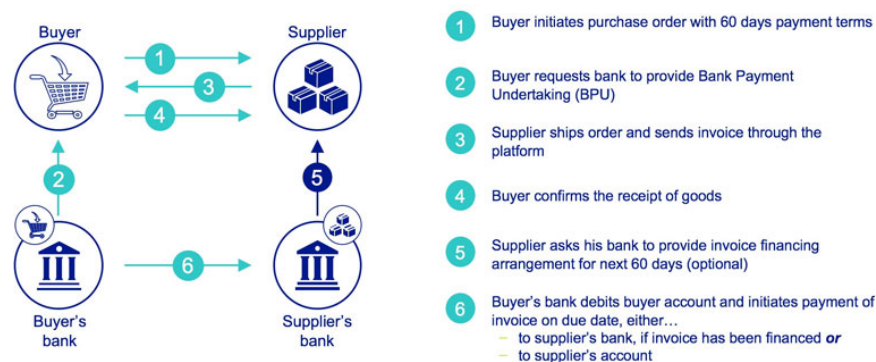 Buyer
Supplier
1
3
4
2
5
6
Buyer's
bank
Supplier's
bank
1
Buyer initiates purchase order with 60 days payment terms
2
Buyer requests bank to provide Bank Payment
Undertaking (BPU)
3
Supplier ships order and sends invoice through the
platform
4
Buyer confirms the receipt of goods
5
Supplier asks his bank to provide invoice financing
arrangement for next 60 days (optional)
6
Buyer's bank debits buyer account and initiates payment of
invoice on due date, either…
– to supplier's bank, if invoice has been financed or
– to supplier's account